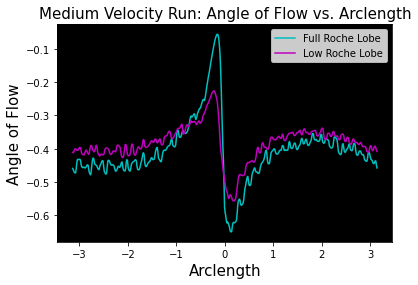 Medium Velocity Run: Angle of Flow vs. Arclength
Full Roche Lobe
Low Roche Lobe
Angle of Flow
−0.1
−0.2
−0.3
−0.4
−0.5
−0.6
−3
−2
−1
0
1
2
3
Arclength